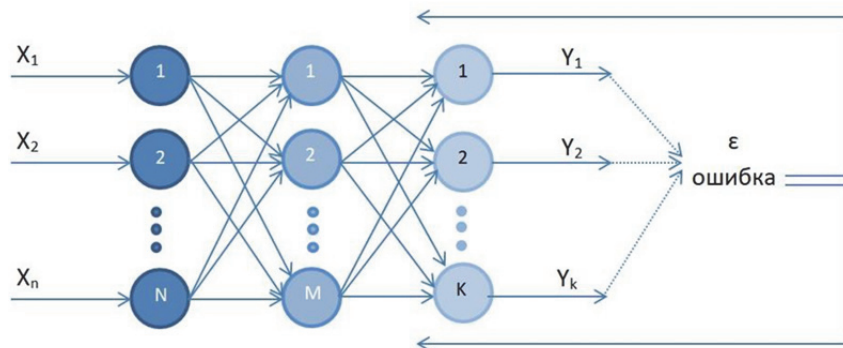 X₁ 1 1 1 Y₁
X₂ 2 2 2 Y₂
ε
ошибка
Xₙ N M K Yₖ